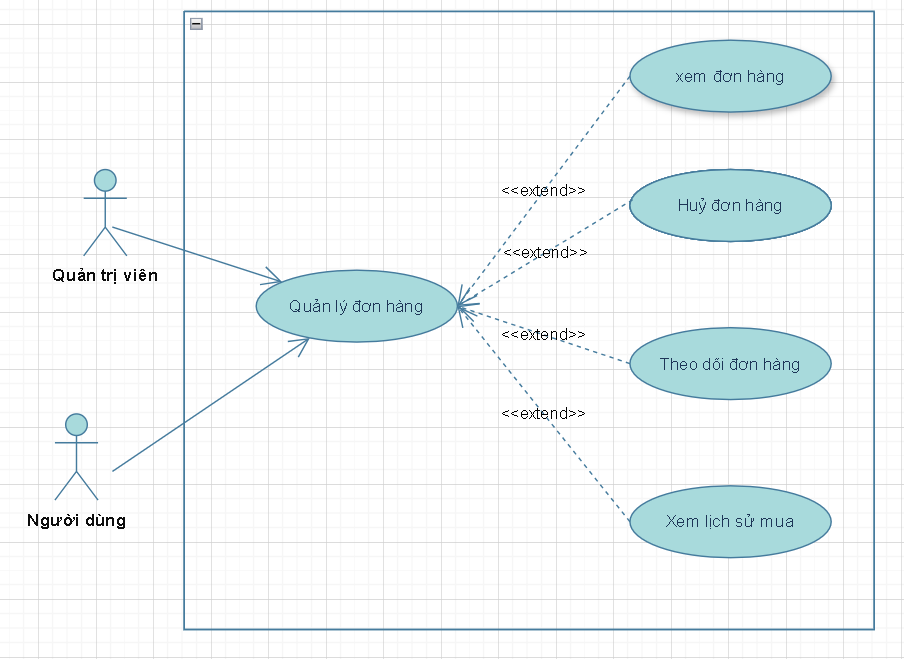 xem đơn hàng
<<extend>>
Huỷ đơn hàng
<<extend>>
Quản trị viên
Quản lý đơn hàng
<<extend>>
Theo dõi đơn hàng
<<extend>>
Người dùng
Xem lịch sử mua